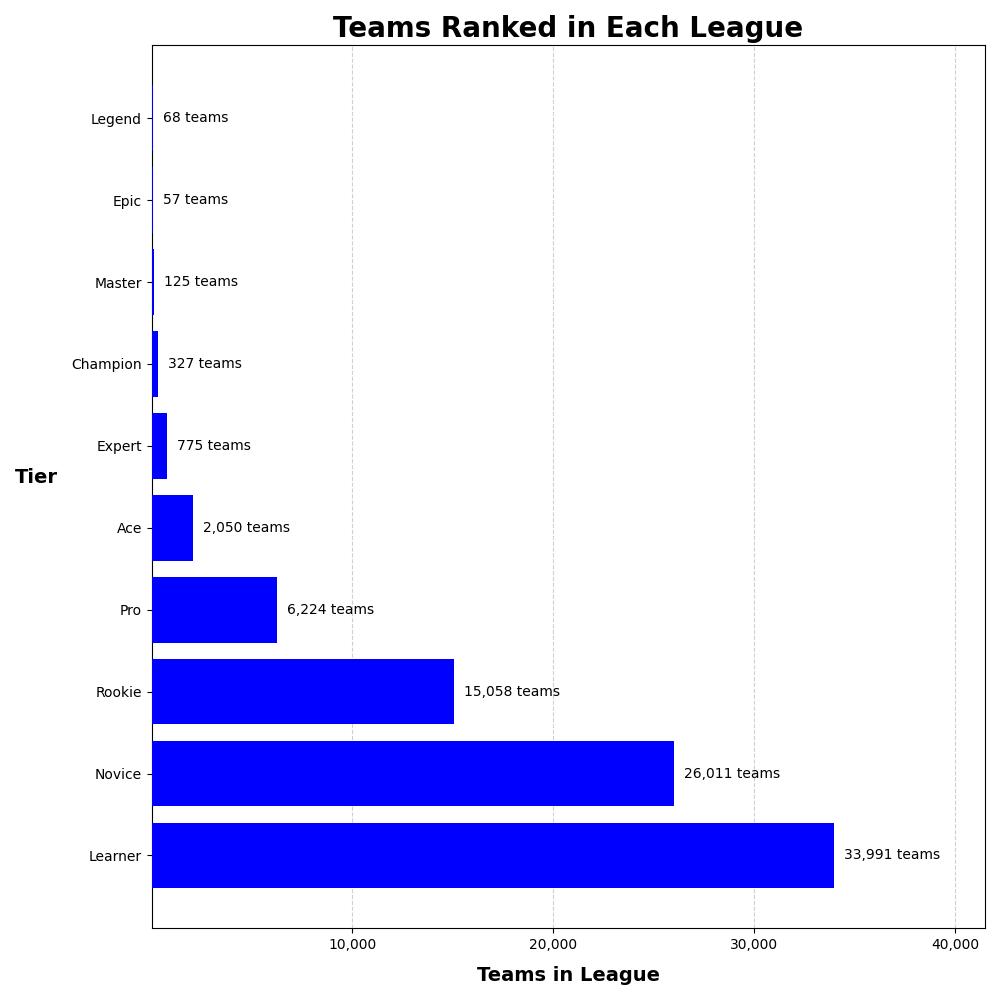 Teams Ranked in Each League
Legend 68 teams
Epic 57 teams
Master 125 teams
Champion 327 teams
Expert 775 teams
Tier
Ace 2,050 teams
Pro 6,224 teams
Rookie 15,058 teams
Novice 26,011 teams
Learner 33,991 teams
10,000 20,000 30,000 40,000
Teams in League